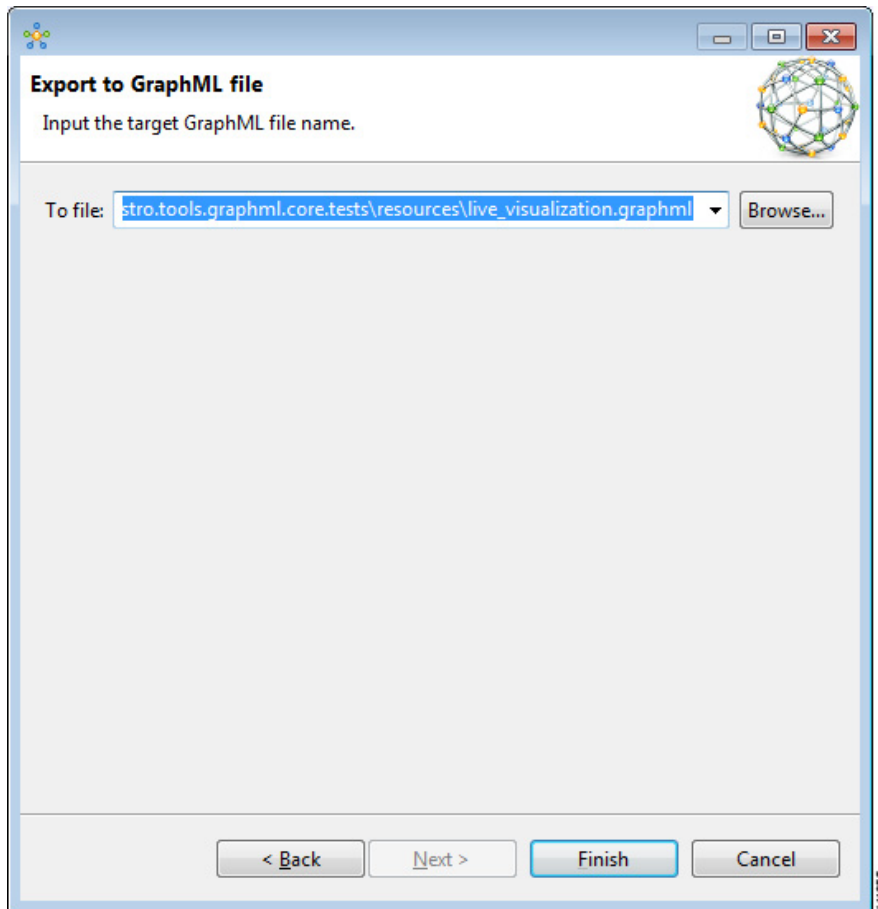 Export to GraphML file
Input the target GraphML file name.
To file: stro.tools.graphml.core.tests\resources\live_visualization.graphml Browse...
< Back Next > Finish Cancel